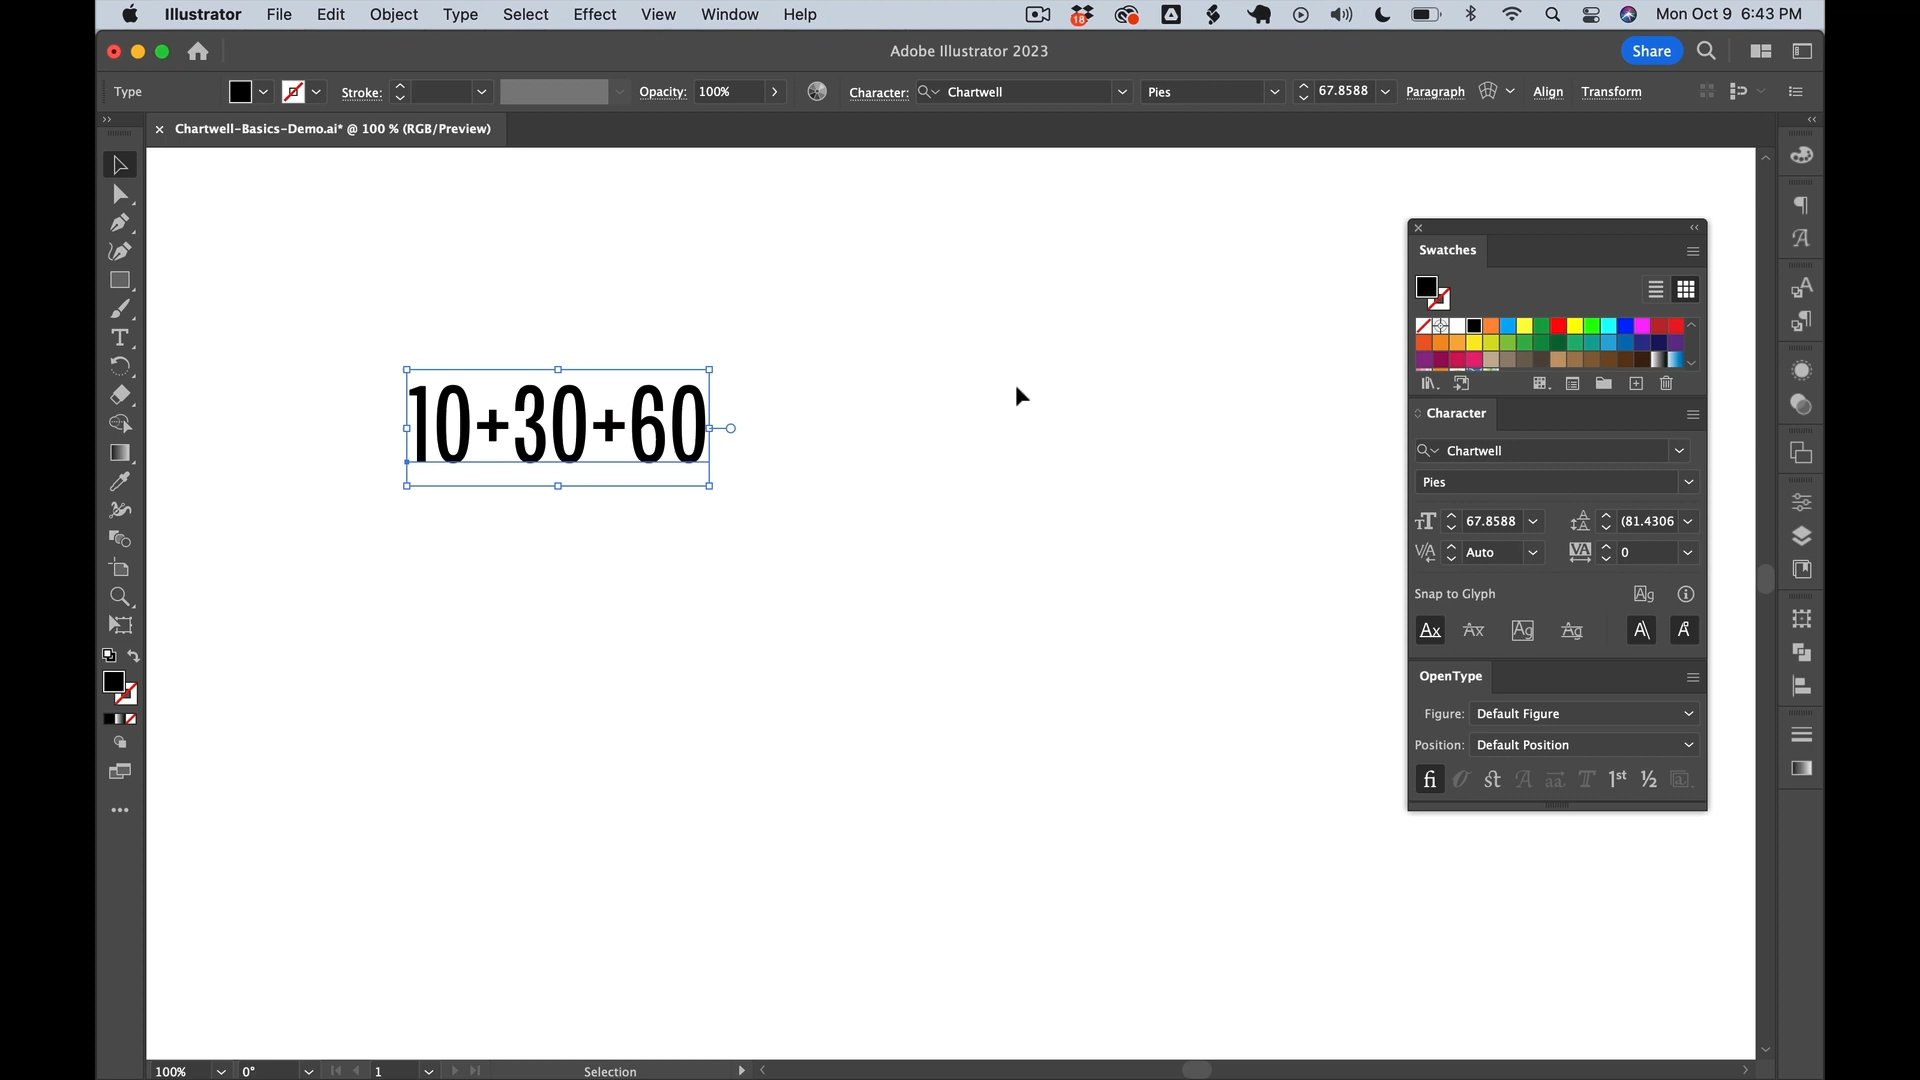 Illustrator File Edit Object Type Select Effect View Window Help 18 Mon Oct 9 6:43 PM
Adobe Illustrator 2023 Share
Type Stroke: Opacity: 100% Character: Chartwell Pies 67.8588 Paragraph Align Transform
Chartwell-Basics-Demo.ai* @ 100 % (RGB/Preview)
10+30+60
Swatches
Character
Chartwell
Pies
67.8588 (81.4306
Auto 0
Snap to Glyph
OpenType
Figure: Default Figure
Position: Default Position
100% 0° 1 Selection